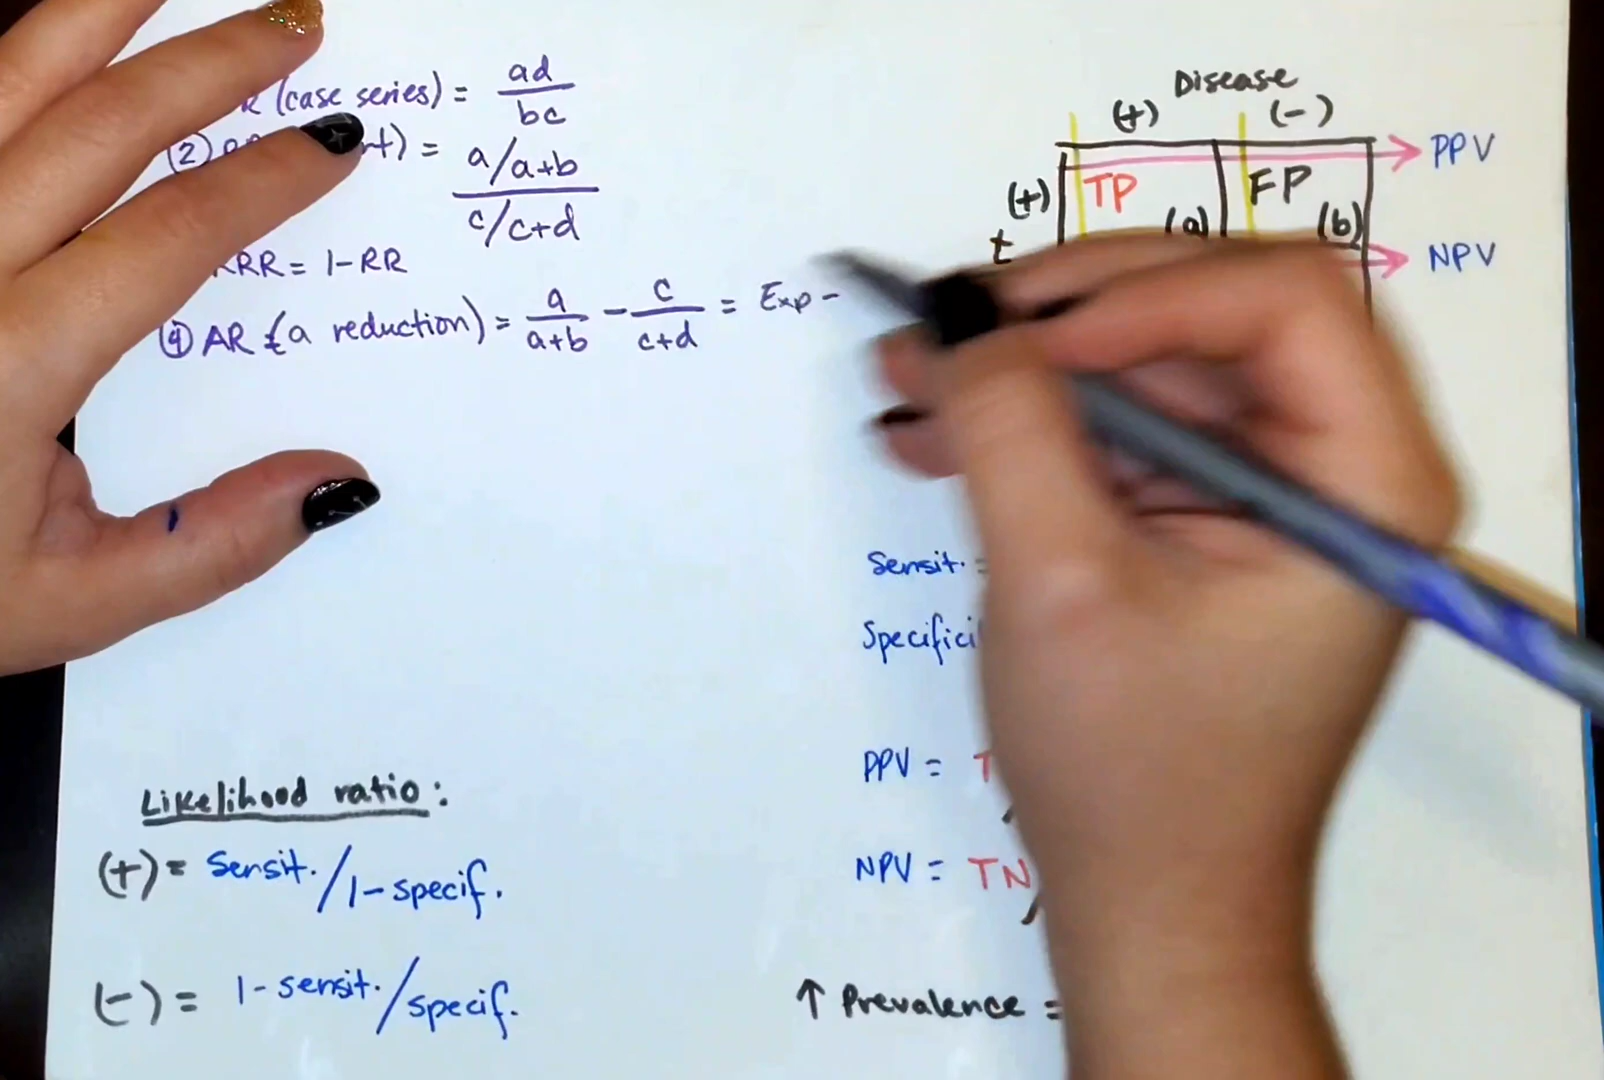 (case series) = ad
bc
(2) ) = a/a+b
c/c+d
RRR = 1-RR
(4) AR (a reduction) = a/a+b - c/c+d = Exp -
Likelihood ratio:
(+) = Sensit./1-specif.
(-) = 1-sensit./specif.
Disease
(+) (-)
(+) TP FP PPV
(a) (b)
t NPV
Sensit. =
PPV =
NPV = TN
↑ Prevalence =